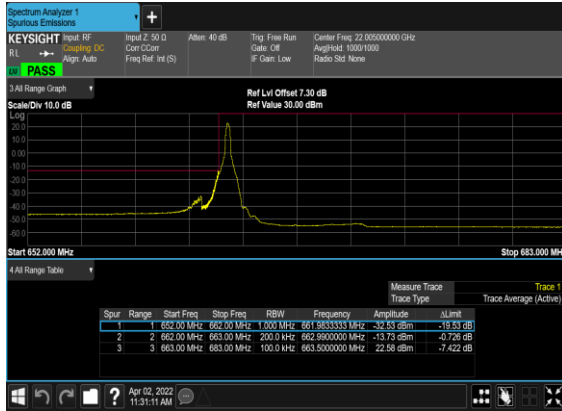 Spectrum Analyzer 1
Spurious Emissions
KEYSIGHT Input: RF Input Z: 50 Ω Atten: 40 dB Trig: Free Run Center Freq: 22.005000000 GHz
RL Coupling: DC Corr CCorr Gate: Off Avg|Hold: 1000/1000
Align: Auto Freq Ref: Int (S) IF Gain: Low Radio Std: None
PASS
3 All Range Graph
Ref Lvl Offset 7.30 dB
Scale/Div 10.0 dB Ref Value 30.00 dBm
Log
20.0
10.0
0.00
-10.0
-20.0
-30.0
-40.0
-50.0
-60.0
Start 652.000 MHz Stop 683.000 MH
4 All Range Table
Measure Trace Trace 1
Trace Type Trace Average (Active)
Spur Range Start Freq Stop Freq RBW Frequency Amplitude ΔLimit
1 1 652.00 MHz 662.00 MHz 1.000 MHz 661.9833333 MHz -32.53 dBm -19.53 dB
2 2 662.00 MHz 663.00 MHz 200.0 kHz 662.9900000 MHz -13.73 dBm -0.726 dB
3 3 663.00 MHz 683.00 MHz 100.0 kHz 663.5000000 MHz 22.58 dBm -7.422 dB
? Apr 02, 2022
11:31:11 AM